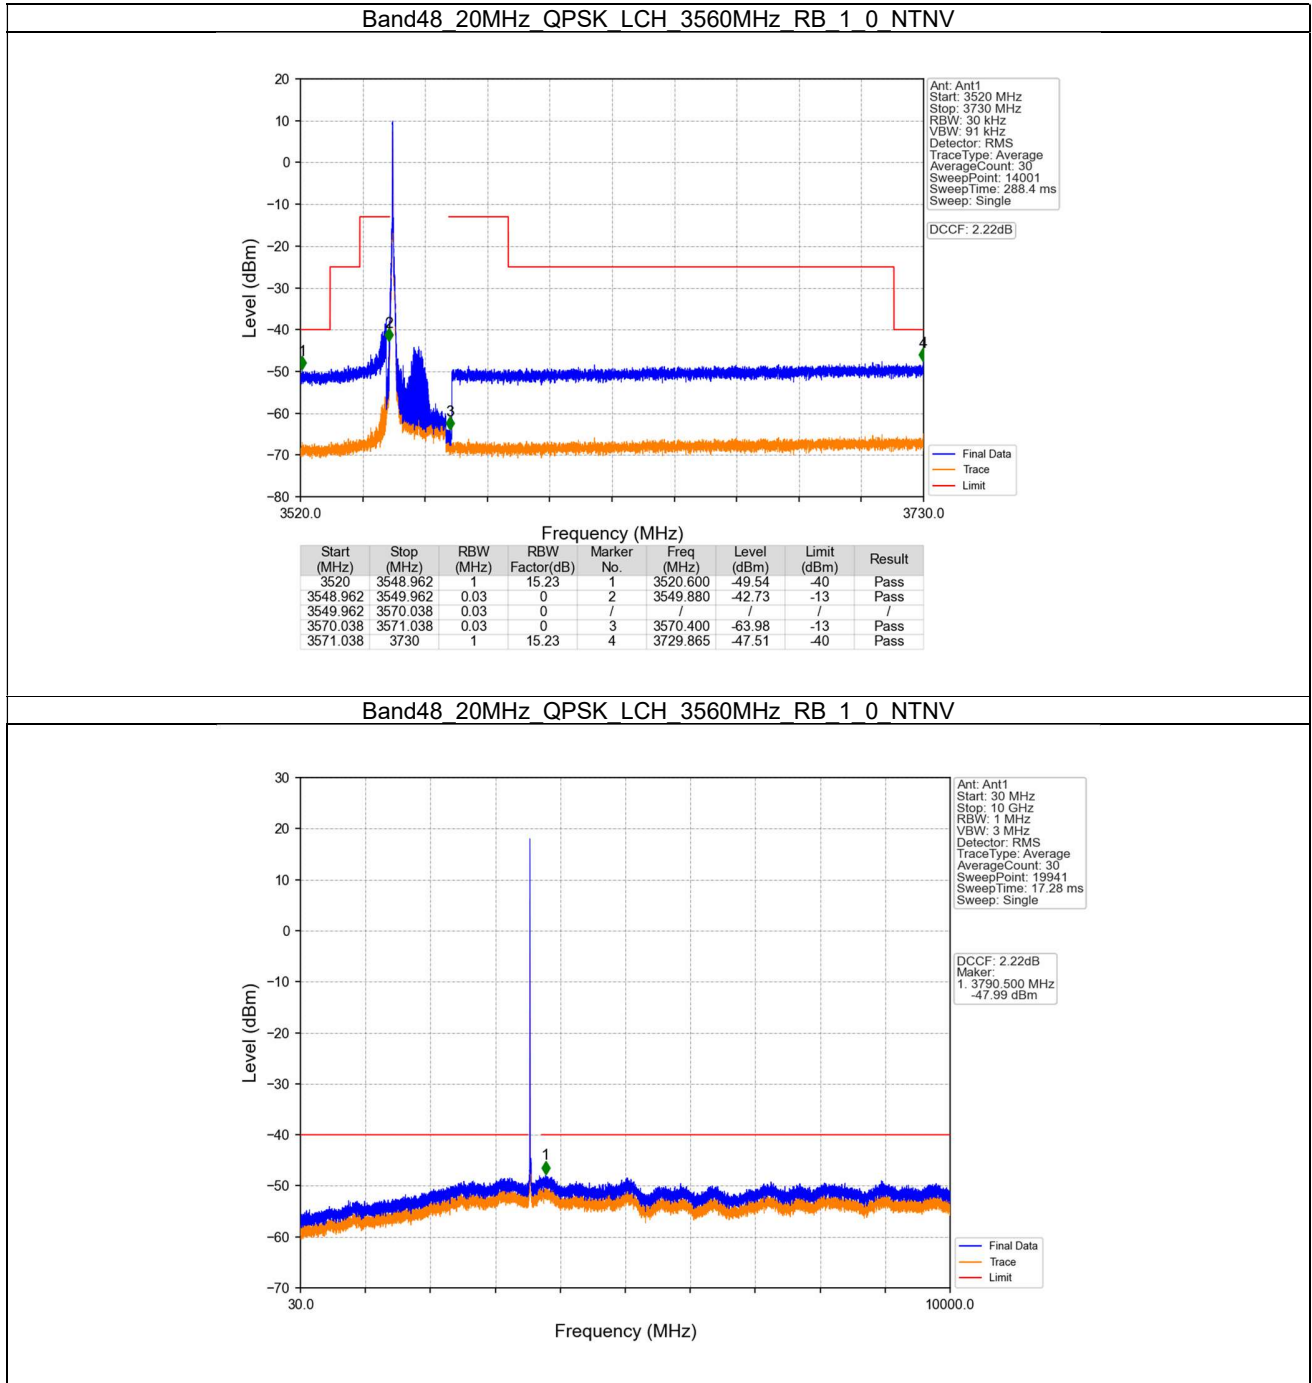 Band48_20MHz_QPSK_LCH_3560MHz_RB_1_0_NTNV
20
10
0
−10
−20
−30
−40
−50
−60
−70
−80
Level (dBm)
1
2
3
4
3520.0
3730.0
Frequency (MHz)
Ant: Ant1
Start: 3520 MHz
Stop: 3730 MHz
RBW: 30 kHz
VBW: 91 kHz
Detector: RMS
TraceType: Average
AverageCount: 30
SweepPoint: 14001
SweepTime: 288.4 ms
Sweep: Single
DCCF: 2.22dB
Final Data
Trace
Limit
Start (MHz) Stop (MHz) RBW (MHz) RBW Factor(dB) Marker No. Freq (MHz) Level (dBm) Limit (dBm) Result
3520 3548.962 1 15.23 1 3520.600 -49.54 -40 Pass
3548.962 3549.962 0.03 0 2 3549.880 -42.73 -13 Pass
3549.962 3570.038 0.03 0 / / / / /
3570.038 3571.038 0.03 0 3 3570.400 -63.98 -13 Pass
3571.038 3730 1 15.23 4 3729.865 -47.51 -40 Pass
Band48_20MHz_QPSK_LCH_3560MHz_RB_1_0_NTNV
30
20
10
0
−10
−20
−30
−40
−50
−60
−70
Level (dBm)
1
30.0
10000.0
Frequency (MHz)
Ant: Ant1
Start: 30 MHz
Stop: 10 GHz
RBW: 1 MHz
VBW: 3 MHz
Detector: RMS
TraceType: Average
AverageCount: 30
SweepPoint: 19941
SweepTime: 17.28 ms
Sweep: Single
DCCF: 2.22dB
Maker:
1. 3790.500 MHz
-47.99 dBm
Final Data
Trace
Limit